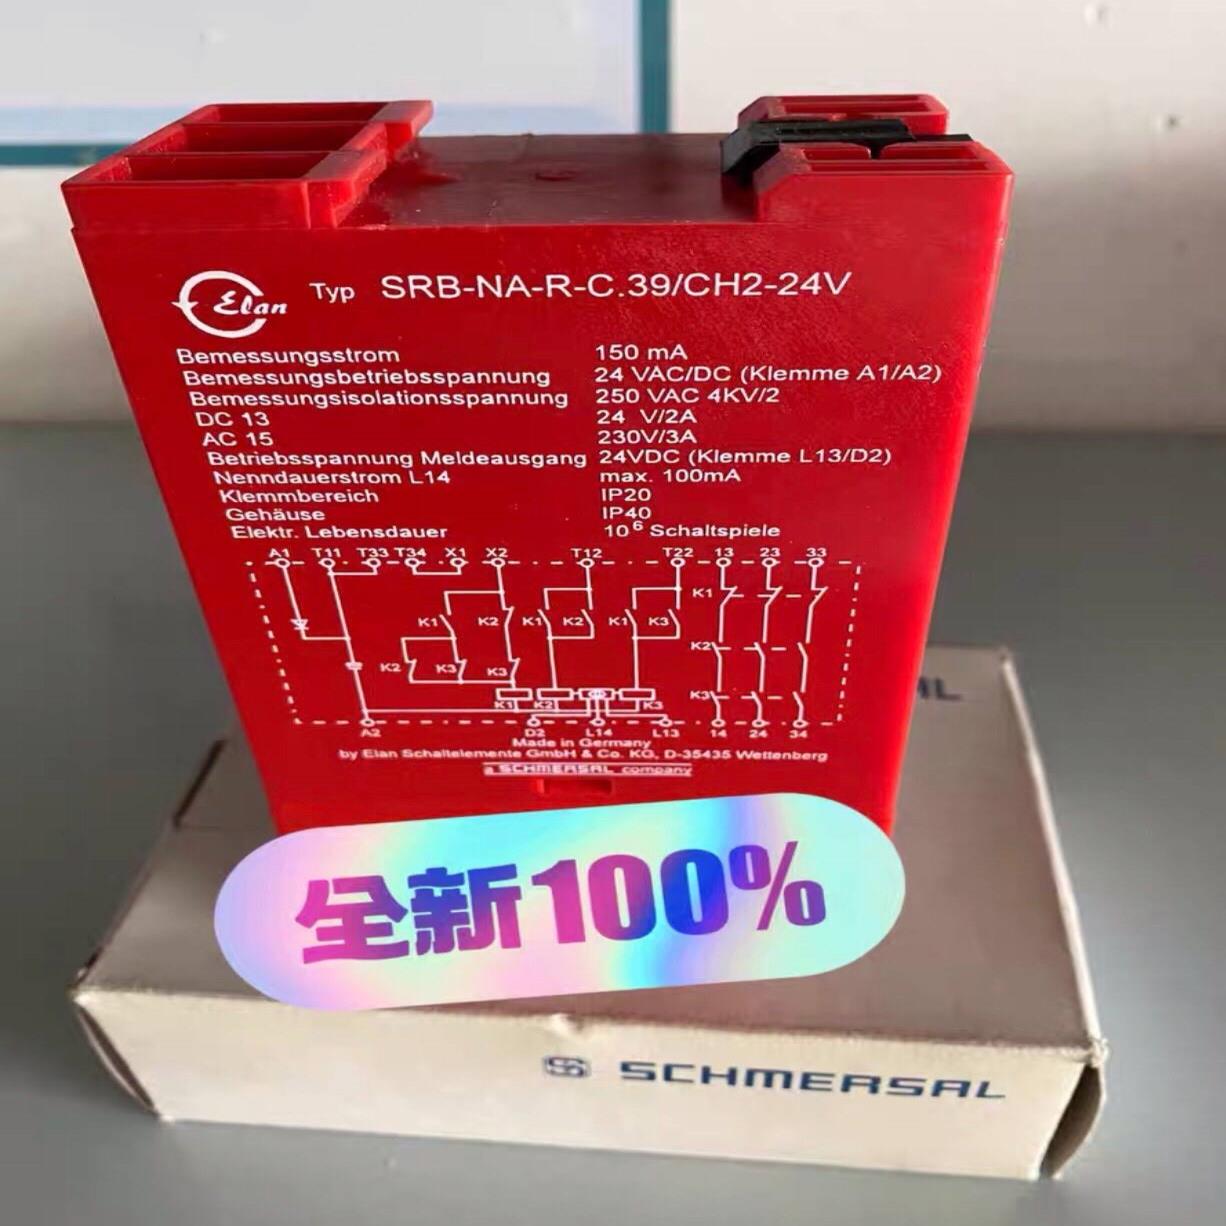 Elan Typ SRB-NA-R-C.39/CH2-24V
Bemessungsstrom 150 mA
Bemessungsbetriebsspannung 24 VAC/DC (Klemme A1/A2)
Bemessungsisolationsspannung 250 VAC 4KV/2
DC 13 24 V/2A
AC 15 230V/3A
Betriebsspannung Meldeausgang 24VDC (Klemme L13/D2)
Nenndauerstrom L14 max. 100mA
Klemmbereich IP20
Gehäuse IP40
Elektr. Lebensdauer 10⁶ Schaltspiele
A1 T11 T33 T34 X1 X2 T12 T22 13 23 33
K1
K1 K2 K1 K2 K1 K3
K2
K2 K3 K3
K3
K1 K2 K3
A2 D2 L14 L13 14 24 34
Made in Germany
by Elan Schaltelemente GmbH & Co. KG, D-35435 Wettenberg
a SCHMERSAL company
全新100%
SCHMERSAL